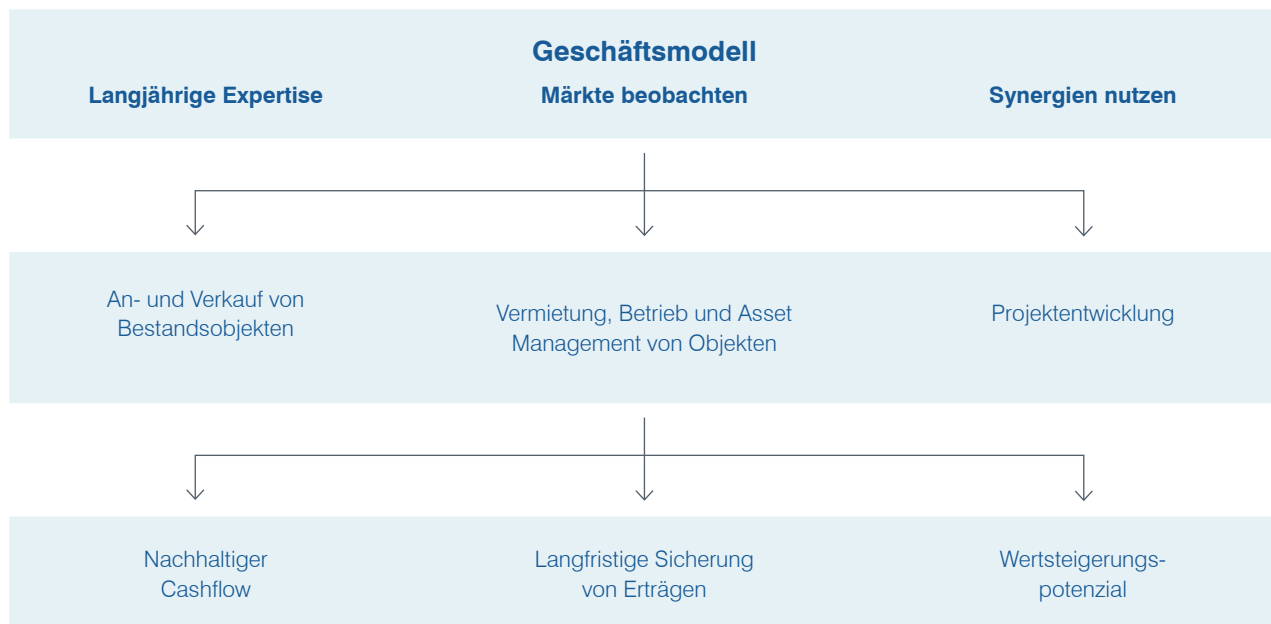 Geschäftsmodell
Langjährige Expertise
Märkte beobachten
Synergien nutzen
An- und Verkauf von
Bestandsobjekten
Vermietung, Betrieb und Asset
Management von Objekten
Projektentwicklung
Nachhaltiger
Cashflow
Langfristige Sicherung
von Erträgen
Wertsteigerungs-
potenzial